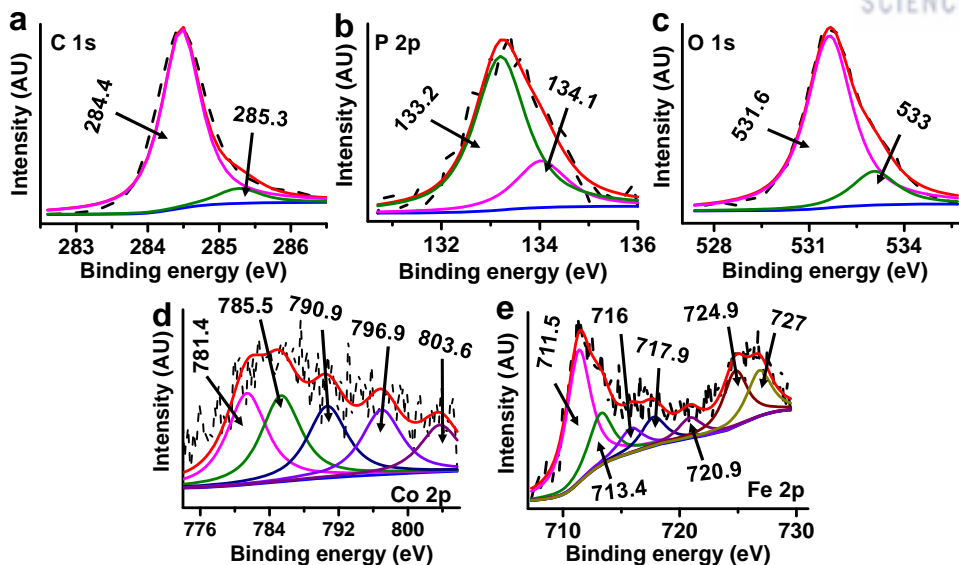 SCIENC
a
C 1s
284.4
285.3
Intensity (AU)
283 284 285 286
Binding energy (eV)
b
P 2p
133.2
134.1
Intensity (AU)
132 134 136
Binding energy (eV)
c
O 1s
531.6
533
Intensity (AU)
528 531 534
Binding energy (eV)
d
781.4
785.5
790.9
796.9
803.6
Co 2p
Intensity (AU)
776 784 792 800
Binding energy (eV)
e
711.5
716
717.9
724.9
727
713.4
720.9
Fe 2p
Intensity (AU)
710 720 730
Binding energy (eV)